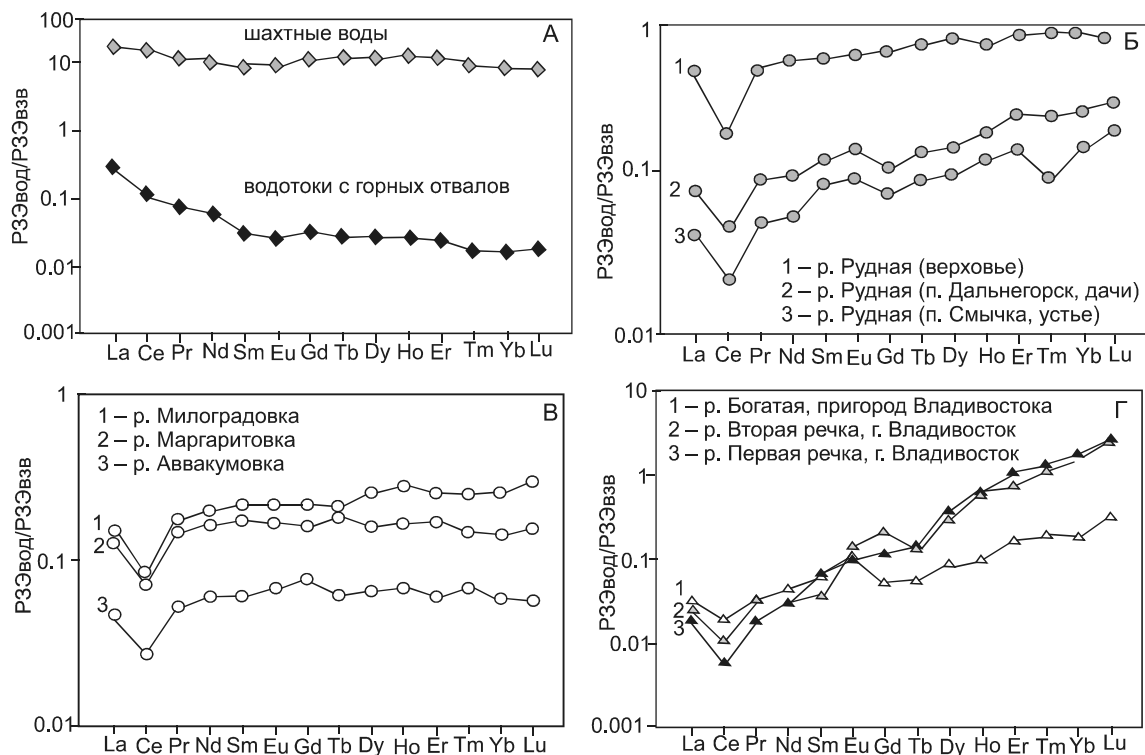 А
шахтные воды
водотоки с горных отвалов
РЗЭвод/РЗЭвзв
100
10
1
0.1
0.01
0.001
La Ce Pr Nd Sm Eu Gd Tb Dy Ho Er Tm Yb Lu
Б
РЗЭвод/РЗЭвзв
1
0.1
0.01
1
2
3
1 – р. Рудная (верховье)
2 – р. Рудная (п. Дальнегорск, дачи)
3 – р. Рудная (п. Смычка, устье)
La Ce Pr Nd Sm Eu Gd Tb Dy Ho Er Tm Yb Lu
В
1 – р. Милоградовка
2 – р. Маргаритовка
3 – р. Аввакумовка
РЗЭвод/РЗЭвзв
1
0.1
0.01
1
2
3
La Ce Pr Nd Sm Eu Gd Tb Dy Ho Er Tm Yb Lu
Г
1 – р. Богатая, пригород Владивостока
2 – р. Вторая речка, г. Владивосток
3 – р. Первая речка, г. Владивосток
РЗЭвод/РЗЭвзв
10
1
0.1
0.01
0.001
1
2
3
La Ce Pr Nd Sm Eu Gd Tb Dy Ho Er Tm Yb Lu